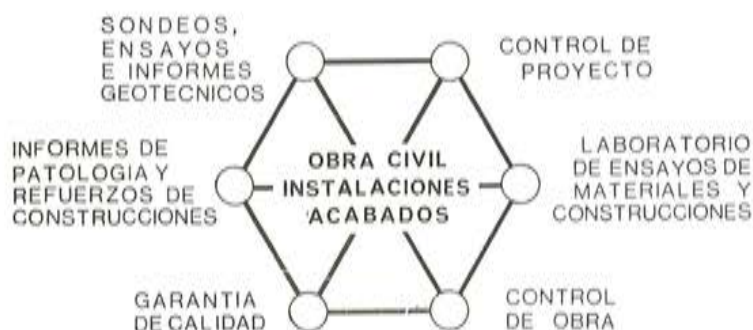 SONDEOS,
ENSAYOS
E INFORMES
GEOTECNICOS
CONTROL DE
PROYECTO
INFORMES DE
PATOLOGIA Y
REFUERZOS DE
CONSTRUCCIONES
OBRA CIVIL
INSTALACIONES
ACABADOS
LABORATORIO
DE ENSAYOS DE
MATERIALES Y
CONSTRUCCIONES
GARANTIA
DE CALIDAD
CONTROL
DE OBRA